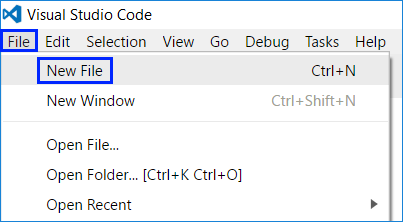 Visual Studio Code
File Edit Selection View Go Debug Tasks Help
New File Ctrl+N
New Window Ctrl+Shift+N
Open File...
Open Folder... [Ctrl+K Ctrl+O]
Open Recent